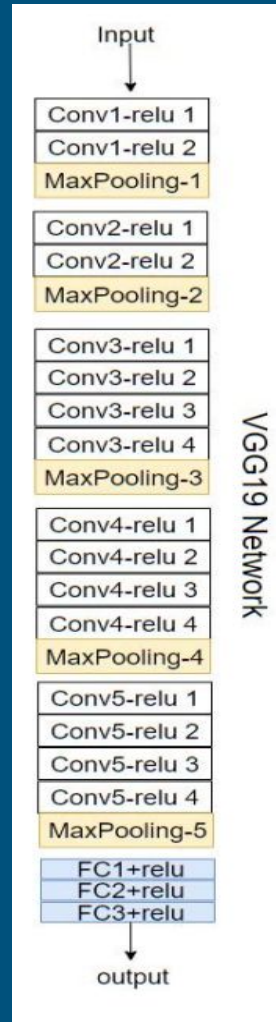 Input
Conv1-relu 1
Conv1-relu 2
MaxPooling-1
Conv2-relu 1
Conv2-relu 2
MaxPooling-2
Conv3-relu 1
Conv3-relu 2
Conv3-relu 3
Conv3-relu 4
MaxPooling-3
Conv4-relu 1
Conv4-relu 2
Conv4-relu 3
Conv4-relu 4
MaxPooling-4
Conv5-relu 1
Conv5-relu 2
Conv5-relu 3
Conv5-relu 4
MaxPooling-5
FC1+relu
FC2+relu
FC3+relu
output
VGG19 Network